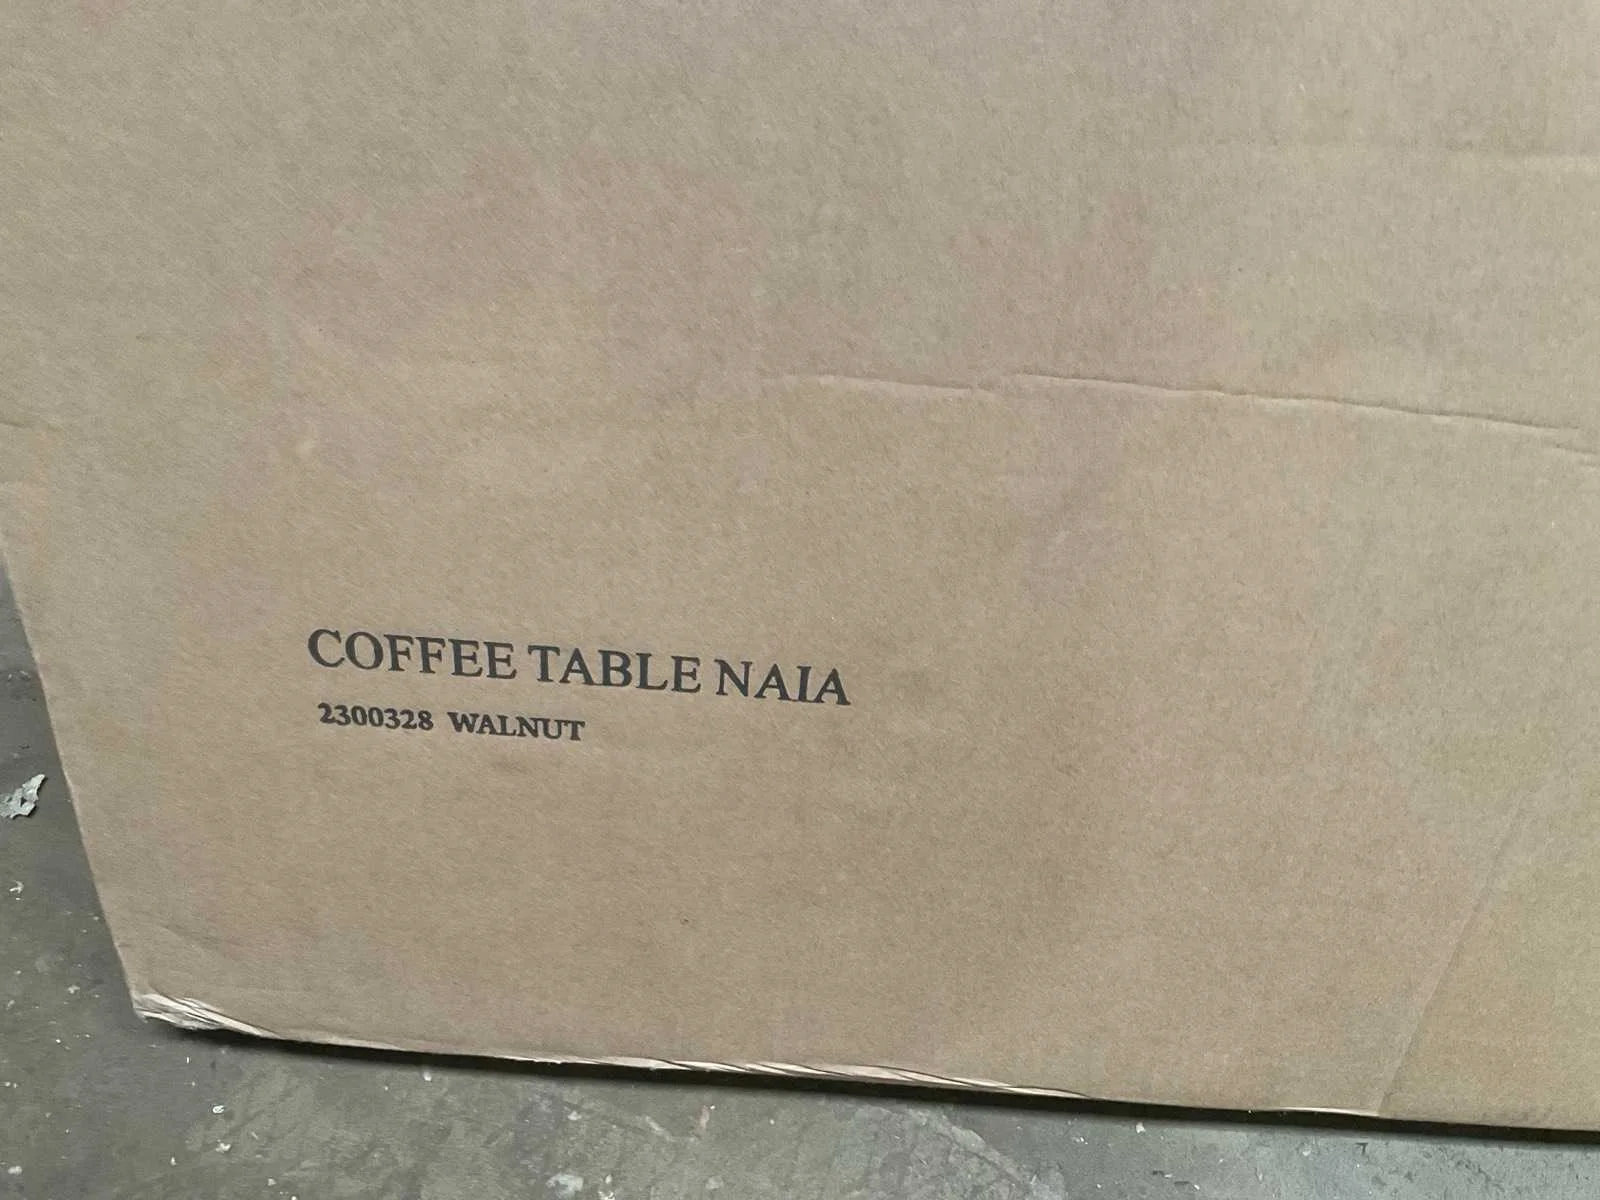 COFFEE TABLE NAIA
2300328 WALNUT